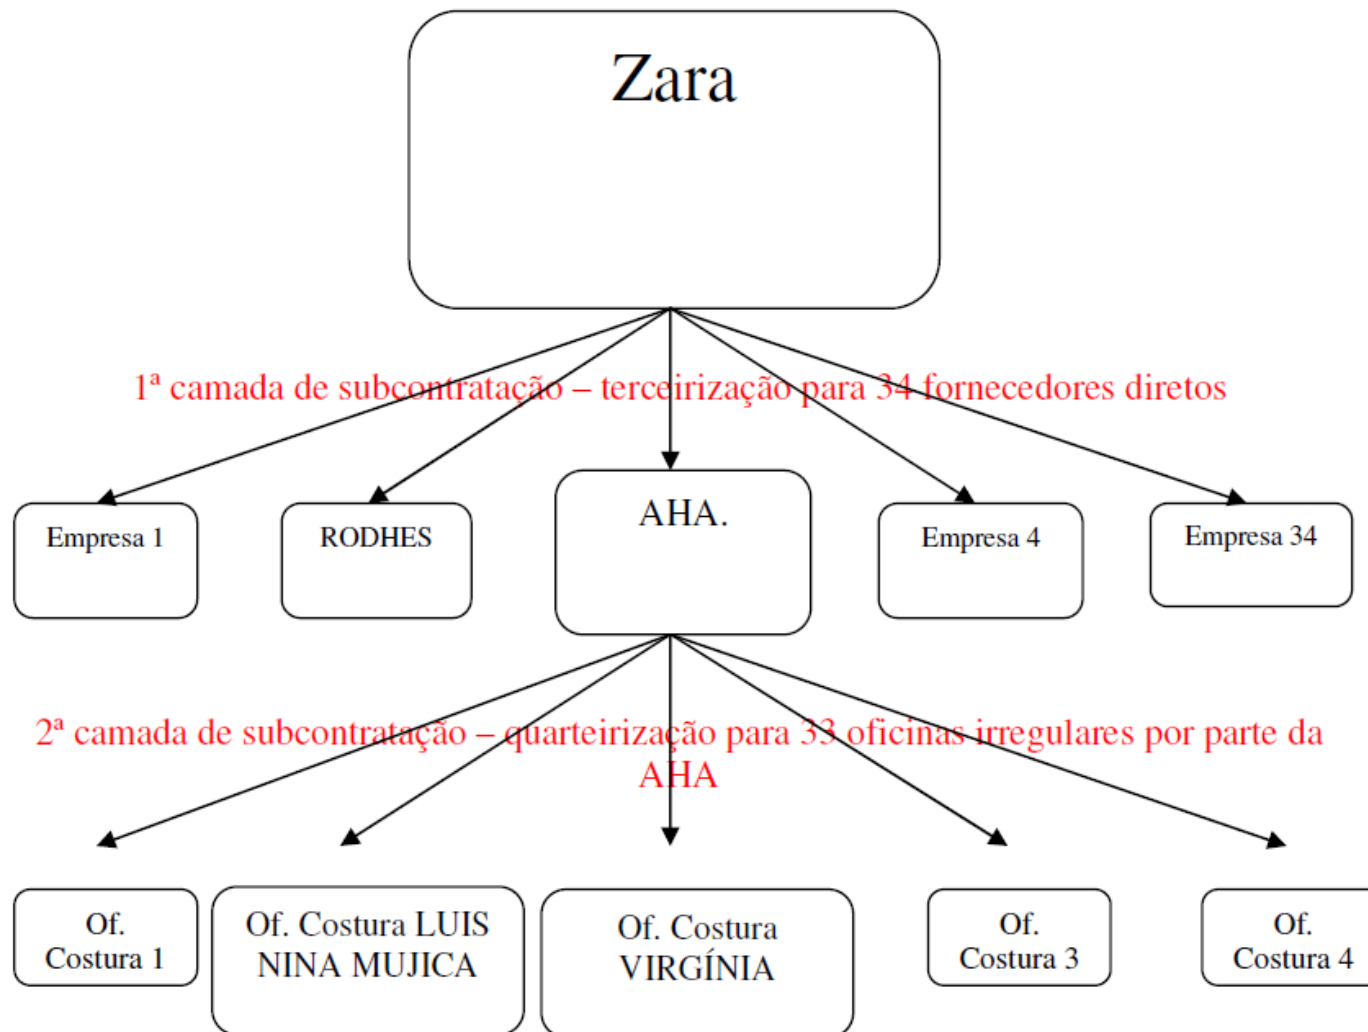 Zara
1ª camada de subcontratação – terceirização para 34 fornecedores diretos
Empresa 1
RODHES
AHA.
Empresa 4
Empresa 34
2ª camada de subcontratação – quarteirização para 33 oficinas irregulares por parte da
AHA
Of.
Costura 1
Of. Costura LUIS
NINA MUJICA
Of. Costura
VIRGÍNIA
Of.
Costura 3
Of.
Costura 4